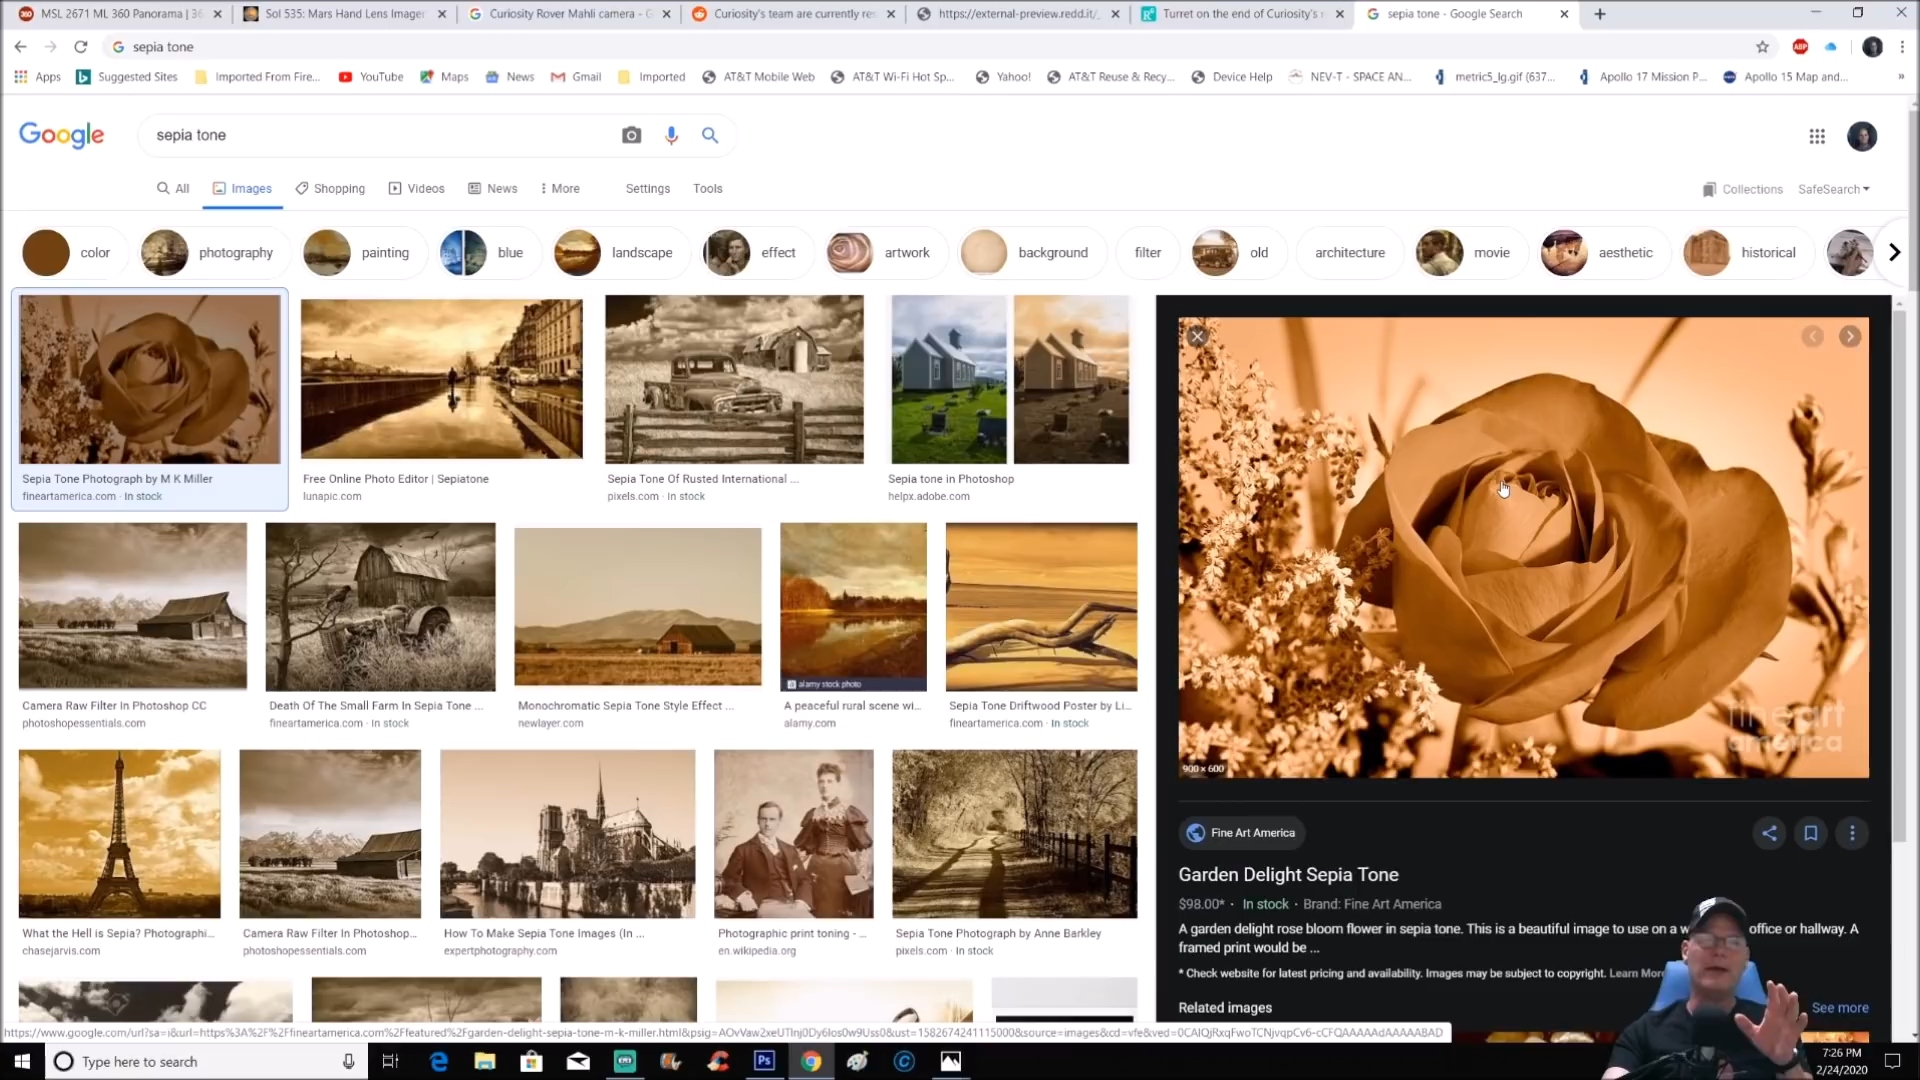 MSL 2671 ML 360 Panorama | 36
Sol 535: Mars Hand Lens Imager
Curiosity Rover Mahli camera - G
Curiosity's team are currently res
https://external-preview.redd.it/
Turret on the end of Curiosity's r
sepia tone - Google Search
sepia tone
Apps
Suggested Sites
Imported From Fire...
YouTube
Maps
News
Gmail
Imported
AT&T Mobile Web
AT&T Wi-Fi Hot Sp...
Yahoo!
AT&T Reuse & Recy...
Device Help
NEV-T - SPACE AN...
metric5_lg.gif (637...
Apollo 17 Mission P...
Apollo 15 Map and...
»
Google
sepia tone
All
Images
Shopping
Videos
News
More
Settings
Tools
Collections
SafeSearch
color
photography
painting
blue
landscape
effect
artwork
background
filter
old
architecture
movie
aesthetic
historical
Sepia Tone Photograph by M K Miller
fineartamerica.com · In stock
Free Online Photo Editor | Sepiatone
lunapic.com
Sepia Tone Of Rusted International ...
pixels.com · In stock
Sepia tone in Photoshop
helpx.adobe.com
alamy stock photo
Camera Raw Filter In Photoshop CC
photoshopessentials.com
Death Of The Small Farm In Sepia Tone ...
fineartamerica.com · In stock
Monochromatic Sepia Tone Style Effect ...
newlayer.com
A peaceful rural scene wi...
alamy.com
Sepia Tone Driftwood Poster by Li...
fineartamerica.com · In stock
What the Hell is Sepia? Photographi...
chasejarvis.com
Camera Raw Filter In Photoshop...
photoshopessentials.com
How To Make Sepia Tone Images (In ...
expertphotography.com
Photographic print toning - ...
en.wikipedia.org
Sepia Tone Photograph by Anne Barkley
pixels.com · In stock
fine art
america
900 × 600
Fine Art America
Garden Delight Sepia Tone
$98.00* · In stock · Brand: Fine Art America
A garden delight rose bloom flower in sepia tone. This is a beautiful image to use on a w office or hallway. A
framed print would be ...
* Check website for latest pricing and availability. Images may be subject to copyright. Learn More
Related images
See more
Type here to search
7:26 PM
2/24/2020